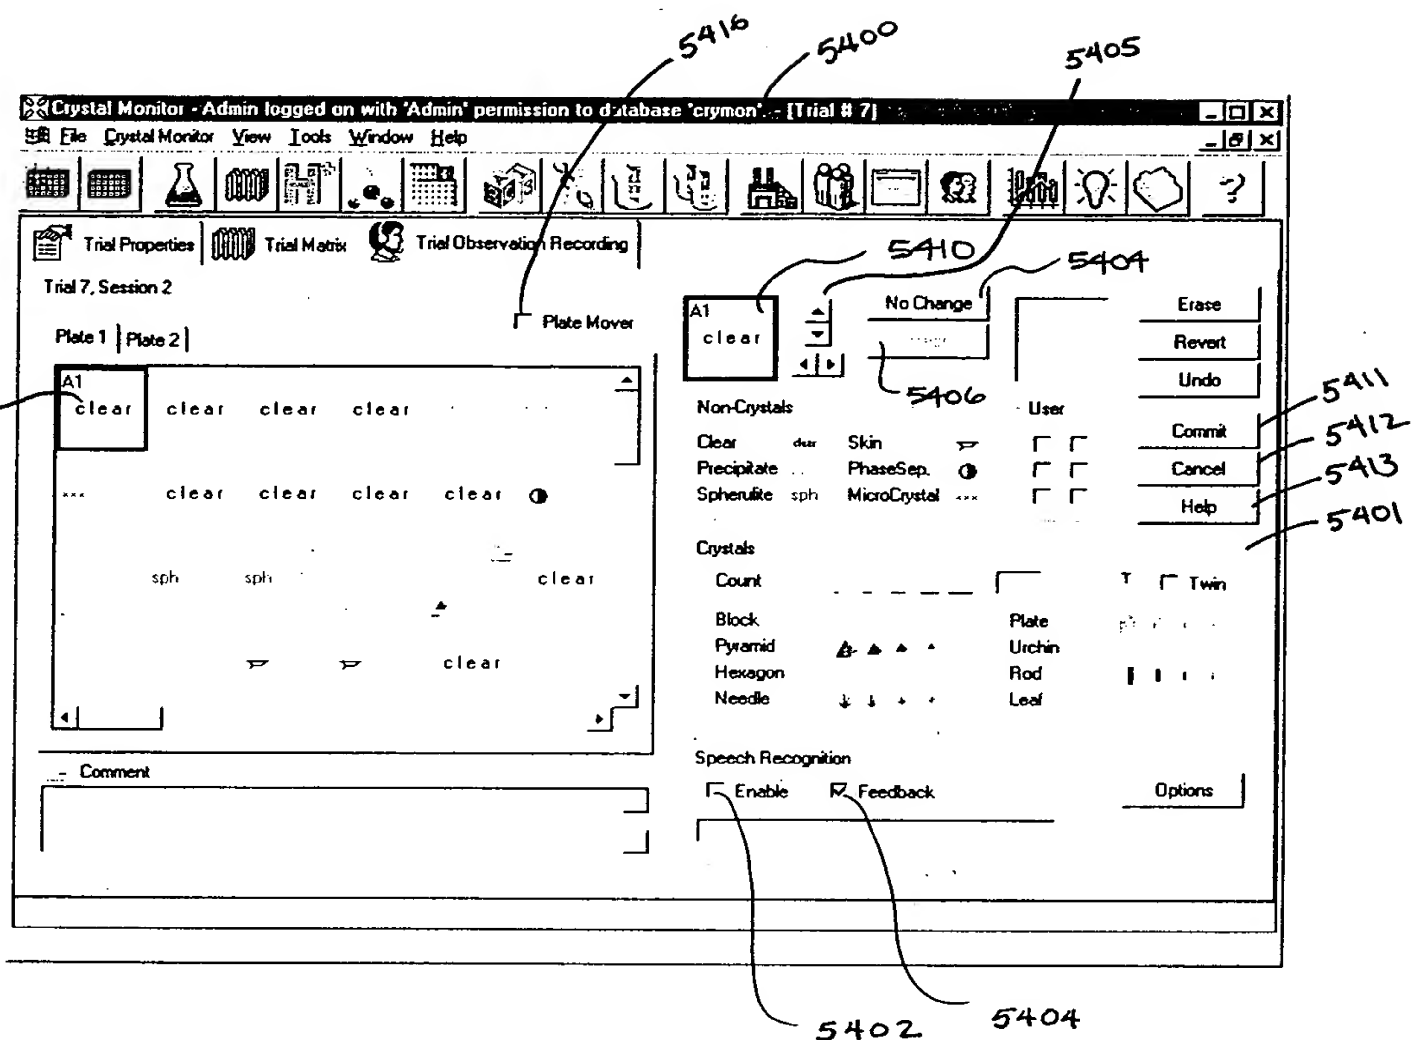 5416
5400
5405
Crystal Monitor - Admin logged on with 'Admin' permission to database 'crymon'. - [Trial # 7]
File Crystal Monitor View Tools Window Help
Trial Properties Trial Matrix Trial Observation Recording
5410
5404
Trial 7, Session 2
Plate Mover
Plate 1 Plate 2
A1
clear clear clear clear
xxx clear clear clear clear
sph sph clear
clear
Comment
A1
clear
No Change
5406
Erase
Revert
Undo
Commit
Cancel
Help
5411
5412
5413
5401
Non-Crystals User
Clear Skin
Precipitate PhaseSep.
Spherulite sph MicroCrystal xxx
Crystals
Count Twin
Block Plate
Pyramid Urchin
Hexagon Rod
Needle Leaf
Speech Recognition
Enable Feedback Options
5402
5404